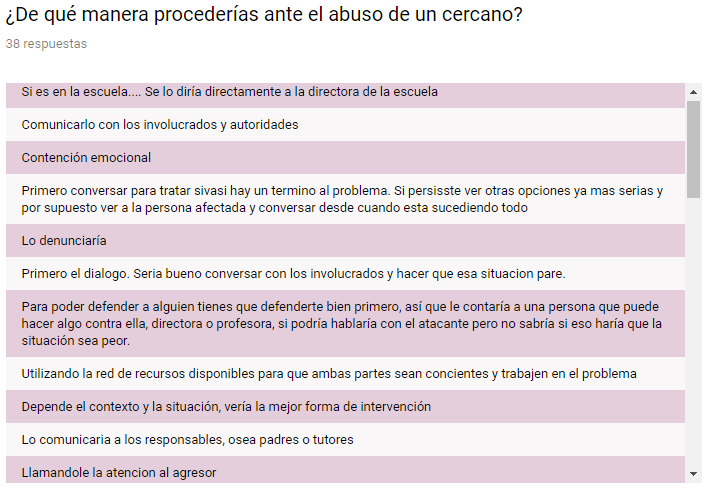 ¿De qué manera procederías ante el abuso de un cercano?
38 respuestas
Si es en la escuela.... Se lo diría directamente a la directora de la escuela
Comunicarlo con los involucrados y autoridades
Contención emocional
Primero conversar para tratar sivasi hay un termino al problema. Si persisste ver otras opciones ya mas serias y
por supuesto ver a la persona afectada y conversar desde cuando esta sucediendo todo
Lo denunciaría
Primero el dialogo. Seria bueno conversar con los involucrados y hacer que esa situacion pare.
Para poder defender a alguien tienes que defenderte bien primero, así que le contaría a una persona que puede
hacer algo contra ella, directora o profesora, si podría hablaría con el atacante pero no sabría si eso haría que la
situación sea peor.
Utilizando la red de recursos disponibles para que ambas partes sean concientes y trabajen en el problema
Depende el contexto y la situación, vería la mejor forma de intervención
Lo comunicaria a los responsables, osea padres o tutores
Llamandole la atencion al agresor